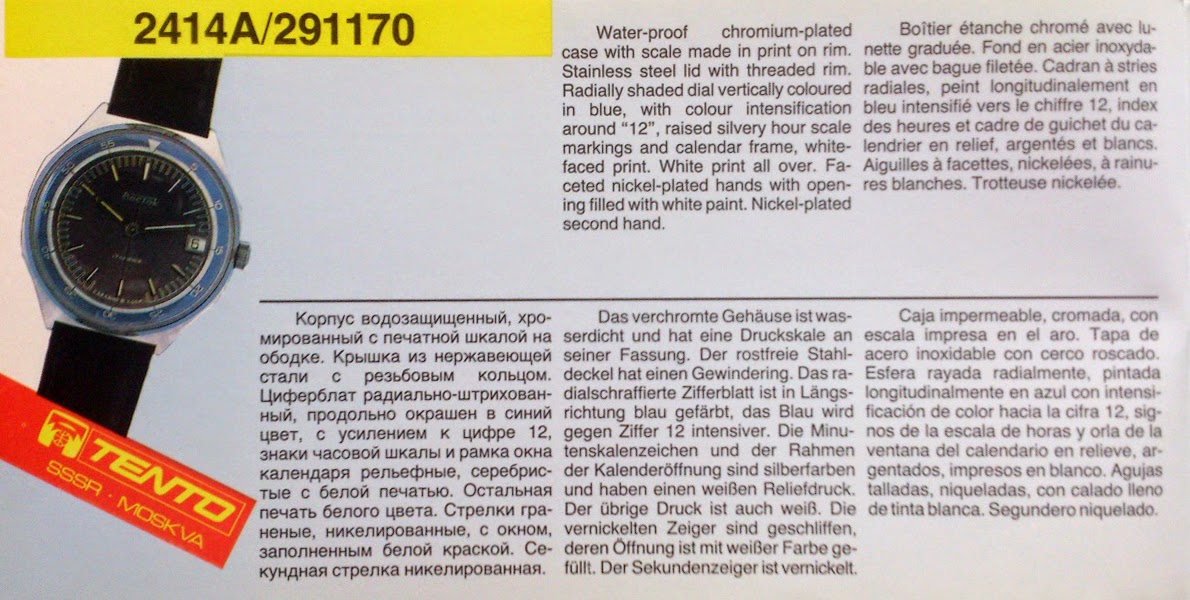 2414A/291170
Water-proof chromium-plated
case with scale made in print on rim.
Stainless steel lid with threaded rim.
Radially shaded dial vertically coloured
in blue, with colour intensification
around “12”, raised silvery hour scale
markings and calendar frame, white-
faced print. White print all over. Fa-
ceted nickel-plated hands with open-
ing filled with white paint. Nickel-plated
second hand.
Boîtier étanche chromé avec lu-
nette graduée. Fond en acier inoxyda-
ble avec bague filetée. Cadran à stries
radiales, peint longitudinalement en
bleu intensifié vers le chiffre 12, index
des heures et cadre de guichet du ca-
lendrier en relief, argentés et blancs.
Aiguilles à facettes, nickelées, à rainu-
res blanches. Trotteuse nickelée.
55
6
TENTO
SSSR · MOSKVA
Корпус водозащищенный, хро-
мированный с печатной шкалой на
ободке. Крышка из нержавеющей
стали с резьбовым кольцом.
Циферблат радиально-штрихован-
ный, продольно окрашен в синий
цвет, с усилением к цифре 12,
знаки часовой шкалы и рамка окна
календаря рельефные, серебрис-
тые с белой печатью. Остальная
печать белого цвета. Стрелки гра-
неные, никелированные, с окном,
заполненным белой краской. Се-
кундная стрелка никелированная.
Das verchromte Gehäuse ist was-
serdicht und hat eine Druckskale an
seiner Fassung. Der rostfreie Stahl-
deckel hat einen Gewindering. Das ra-
dialschraffierte Zifferblatt ist in Längs-
richtung blau gefärbt, das Blau wird
gegen Ziffer 12 intensiver. Die Minu-
tenskalenzeichen und der Rahmen
der Kalenderöffnung sind silberfarben
und haben einen weißen Reliefdruck.
Der übrige Druck ist auch weiß. Die
vernickelten Zeiger sind geschliffen,
deren Öffnung ist mit weißer Farbe ge-
füllt. Der Sekundenzeiger ist vernickelt.
Caja impermeable, cromada, con
escala impresa en el aro. Tapa de
acero inoxidable con cerco roscado.
Esfera rayada radialmente, pintada
longitudinalmente en azul con intensi-
ficación de color hacia la cifra 12, sig-
nos de la escala de horas y orla de la
ventana del calendario en relieve, ar-
gentados, impresos en blanco. Agujas
talladas, niqueladas, con calado lleno
de tinta blanca. Segundero niquelado.